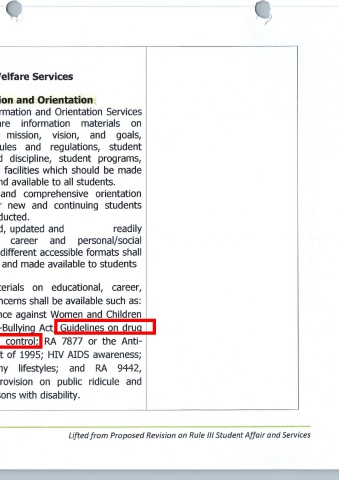 elfare Services
ion and Orientation
rmation and Orientation Services
re information materials on
mission, vision, and goals,
ules and regulations, student
d discipline, student programs,
facilities which should be made
nd available to all students.
and comprehensive orientation
r new and continuing students
ducted.
d, updated and readily
career and personal/social
different accessible formats shall
and made available to students
terials on educational, career,
ncerns shall be available such as:
nce against Women and Children
-Bullying Act Guidelines on drug
control; RA 7877 or the Anti-
t of 1995; HIV AIDS awareness;
ny lifestyles; and RA 9442,
rovision on public ridicule and
sons with disability.
Lifted from Proposed Revision on Rule III Student Affair and Services